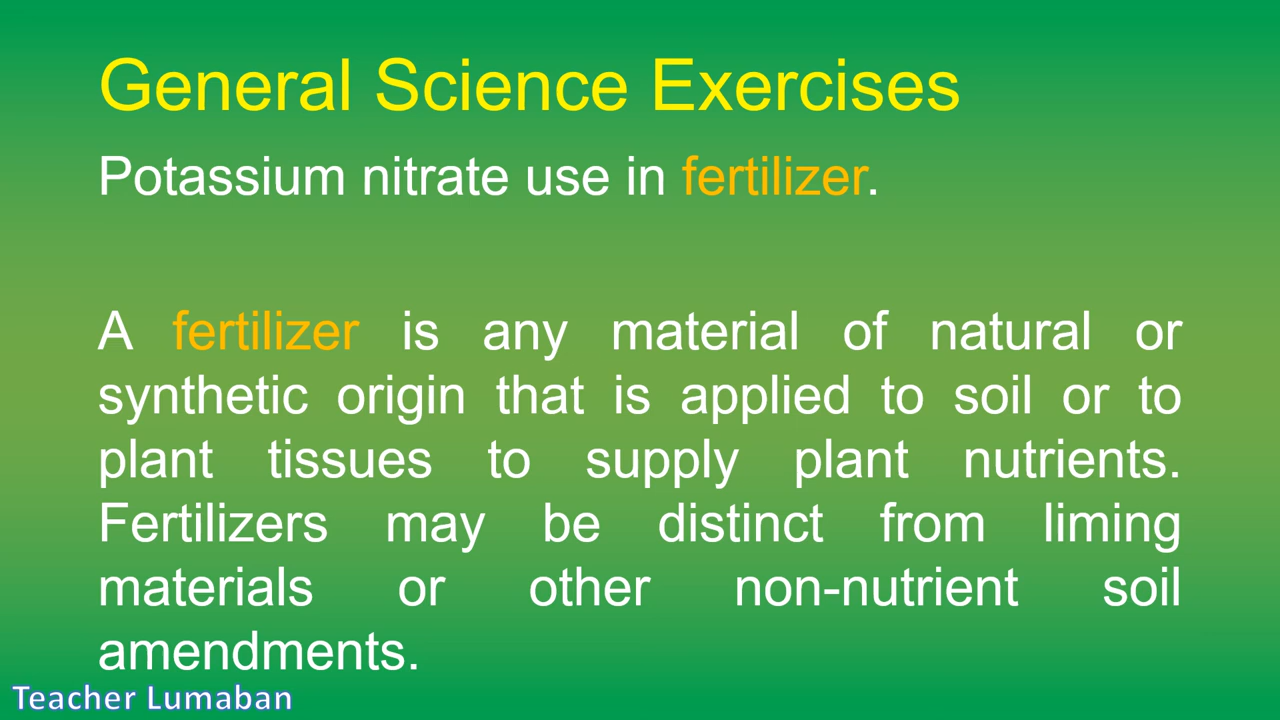 General Science Exercises
Potassium nitrate use in fertilizer.
A fertilizer is any material of natural or
synthetic origin that is applied to soil or to
plant tissues to supply plant nutrients.
Fertilizers may be distinct from liming
materials or other non-nutrient soil
amendments.
Teacher Lumaban